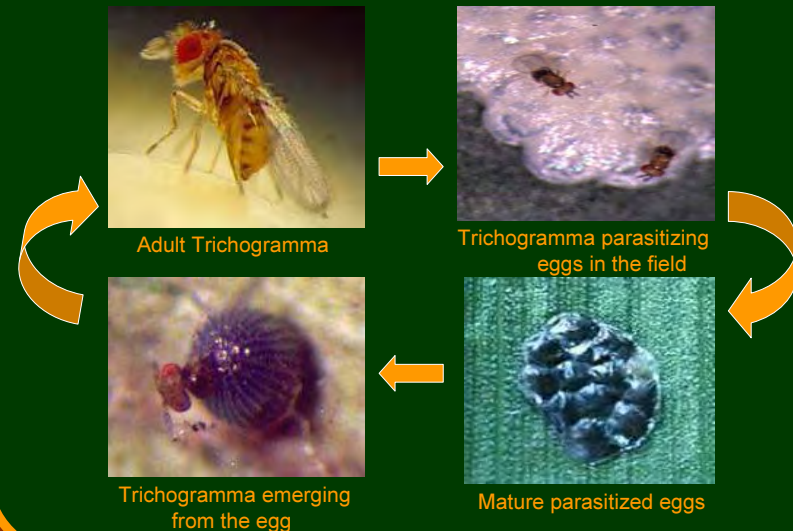 Adult Trichogramma
Trichogramma parasitizing
eggs in the field
Trichogramma emerging
from the egg
Mature parasitized eggs